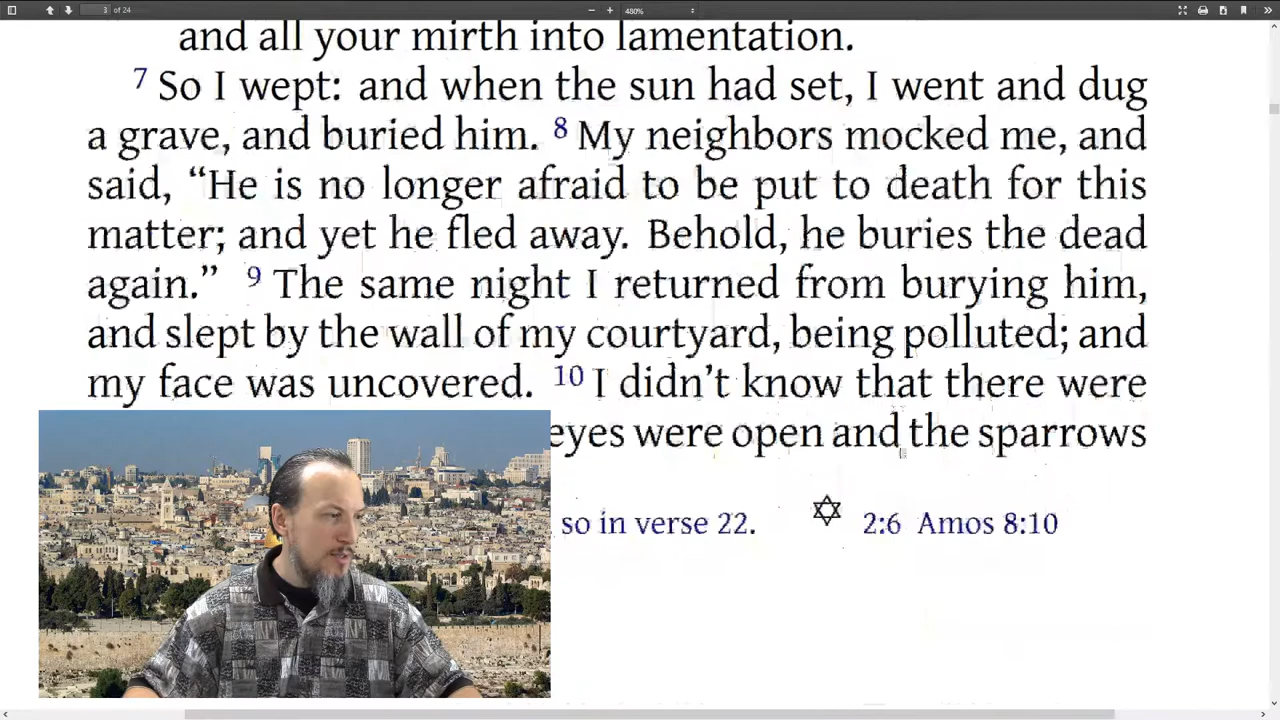 3 of 24
480%
and all your mirth into lamentation.
7 So I wept: and when the sun had set, I went and dug
a grave, and buried him. 8 My neighbors mocked me, and
said, “He is no longer afraid to be put to death for this
matter; and yet he fled away. Behold, he buries the dead
again.” 9 The same night I returned from burying him,
and slept by the wall of my courtyard, being polluted; and
my face was uncovered. 10 I didn’t know that there were
eyes were open and the sparrows
so in verse 22. 2:6 Amos 8:10